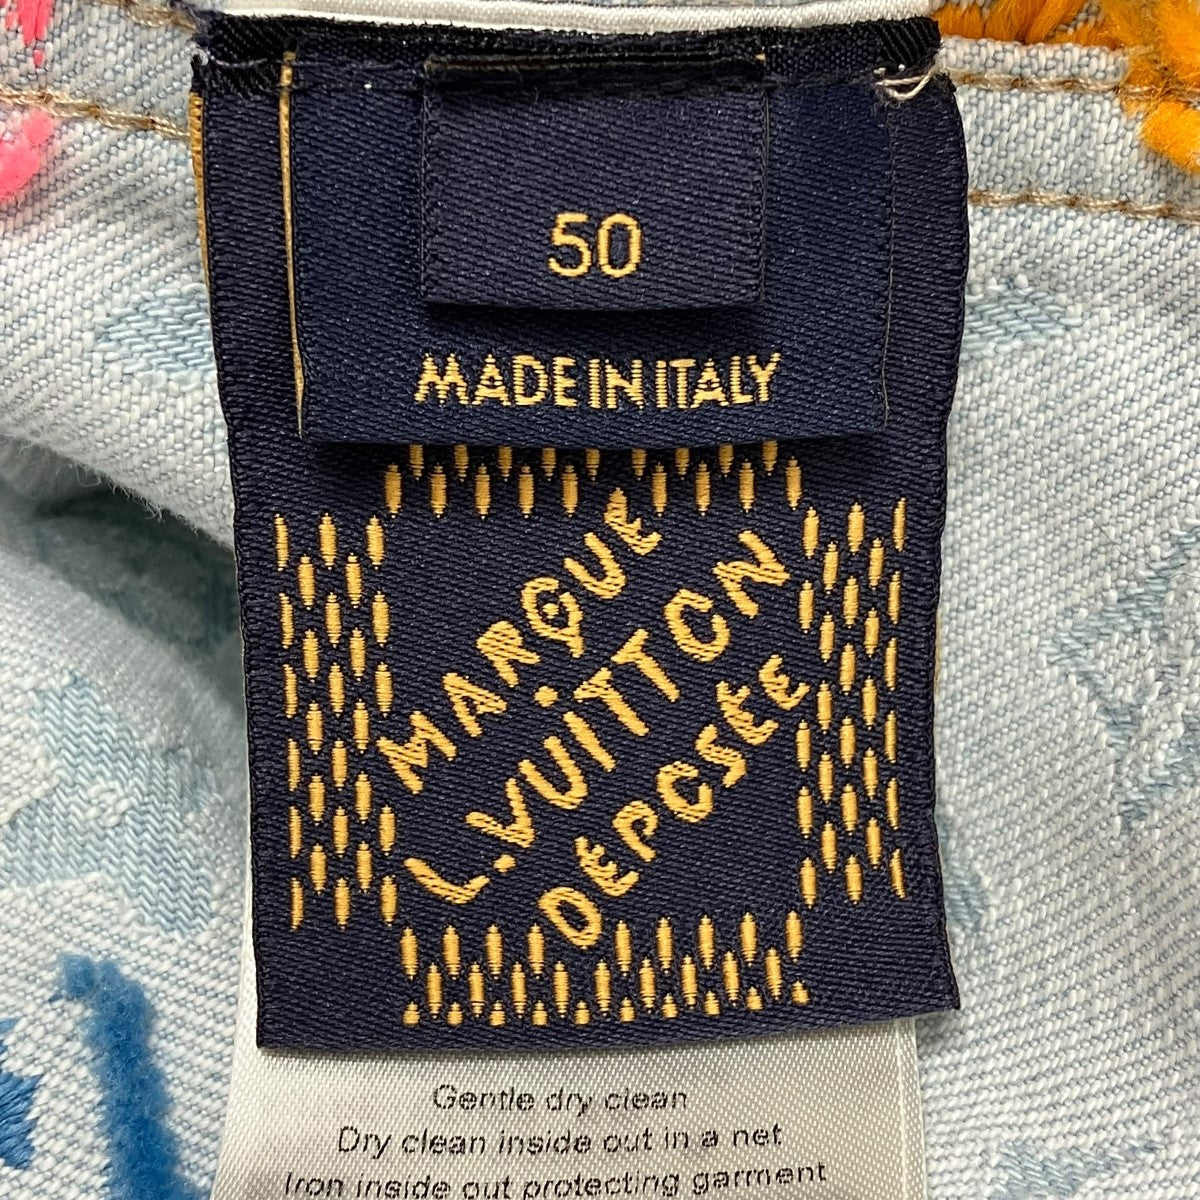 50
MADE IN ITALY
MARQUE
L.VUiTTON
DEPOSÉE
Gentle dry clean
Dry clean inside out in a net
Iron inside out protecting garment